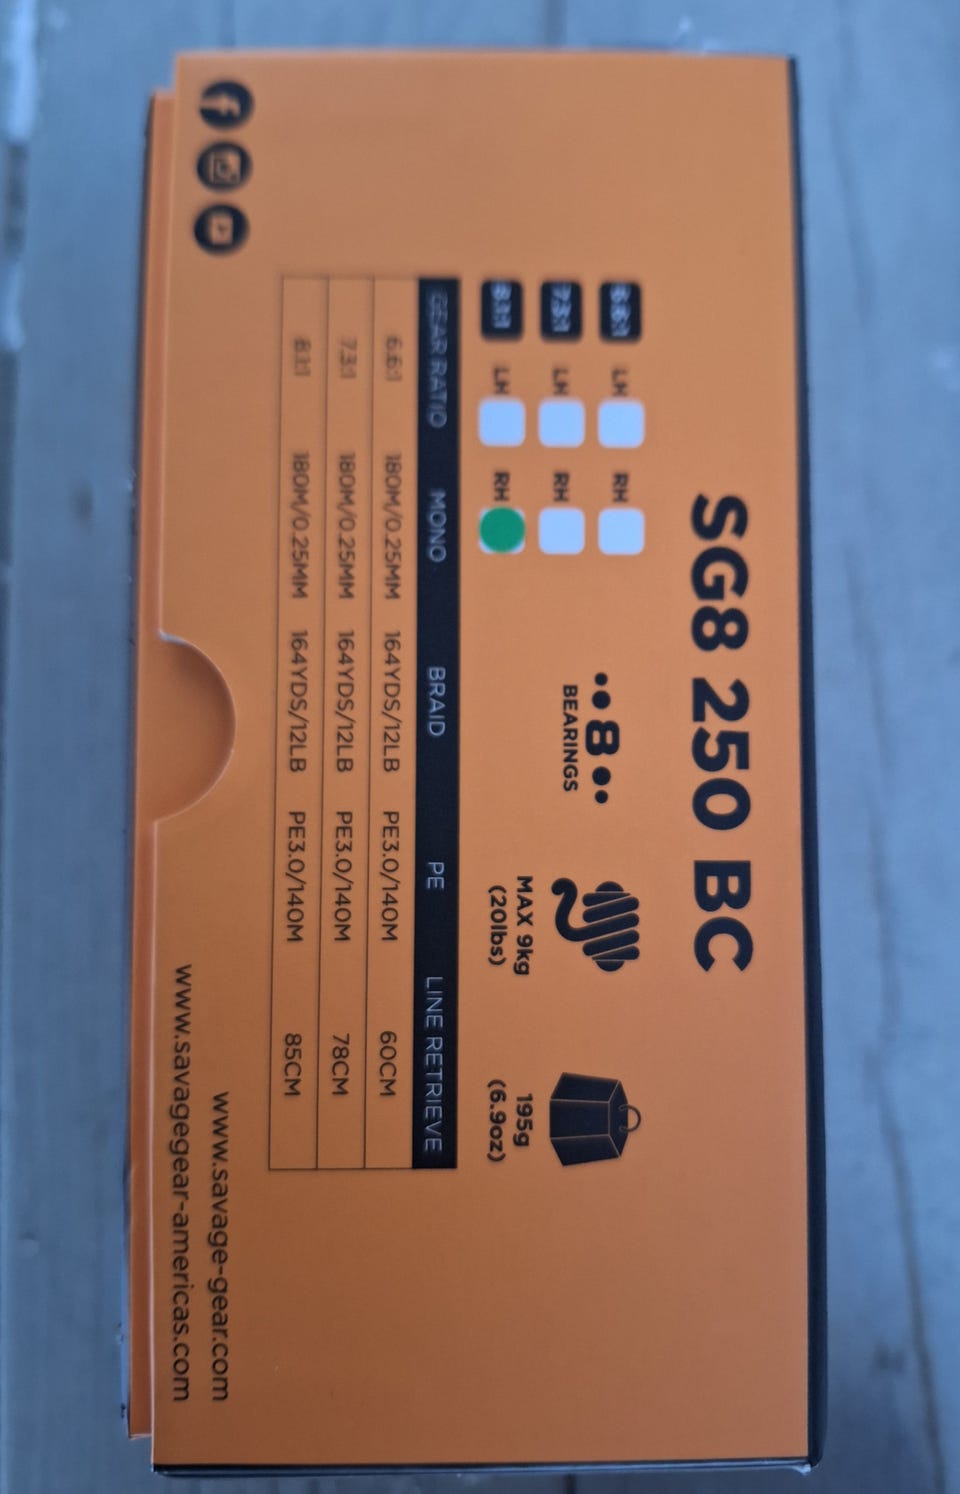 SG8 250 BC
6.6:1 LH RH
7.3:1 LH RH
8.1:1 LH RH
8
BEARINGS
MAX 9kg
(20lbs)
195g
(6.9oz)
GEAR RATIO MONO BRAID PE LINE RETRIEVE
6.6:1 180M/0.25MM 164YDS/12LB PE3.0/140M 60CM
7.3:1 180M/0.25MM 164YDS/12LB PE3.0/140M 78CM
8.1:1 180M/0.25MM 164YDS/12LB PE3.0/140M 85CM
www.savage-gear.com
www.savagegear-americas.com